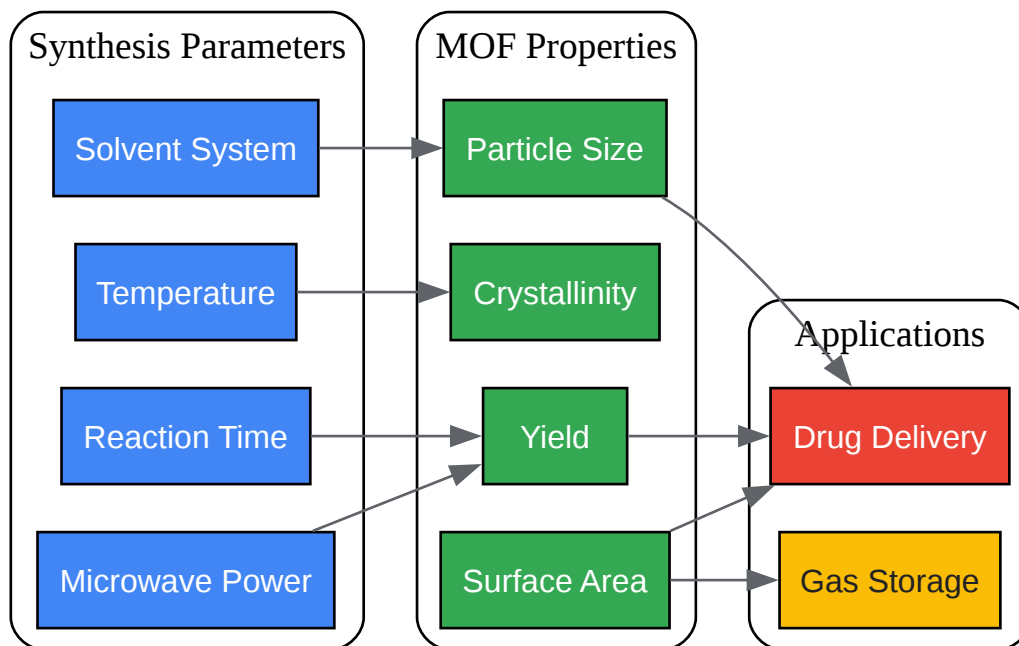 Synthesis Parameters
Solvent System
Temperature
Reaction Time
Microwave Power
MOF Properties
Particle Size
Crystallinity
Yield
Surface Area
Applications
Drug Delivery
Gas Storage